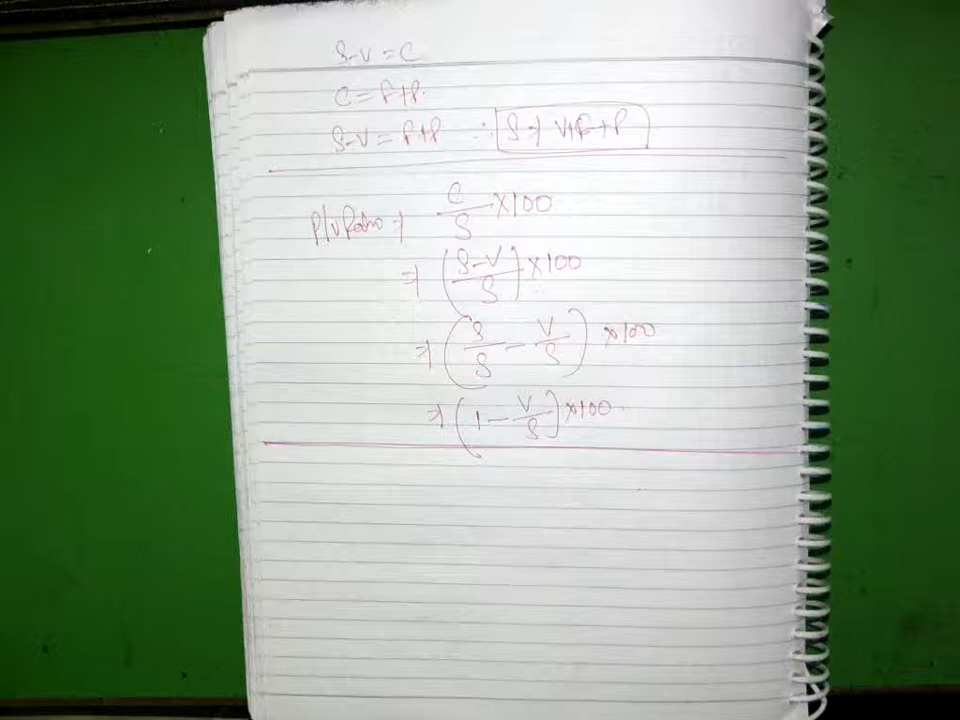 S-V = C
C = F+P.
S-V = F+P ∴ S ⇒ V+F+P
P/V Ratio ⇒ C/S ×100
⇒ (S-V/S) ×100
⇒ (S/S - V/S) ×100
⇒ (1 - V/S) ×100